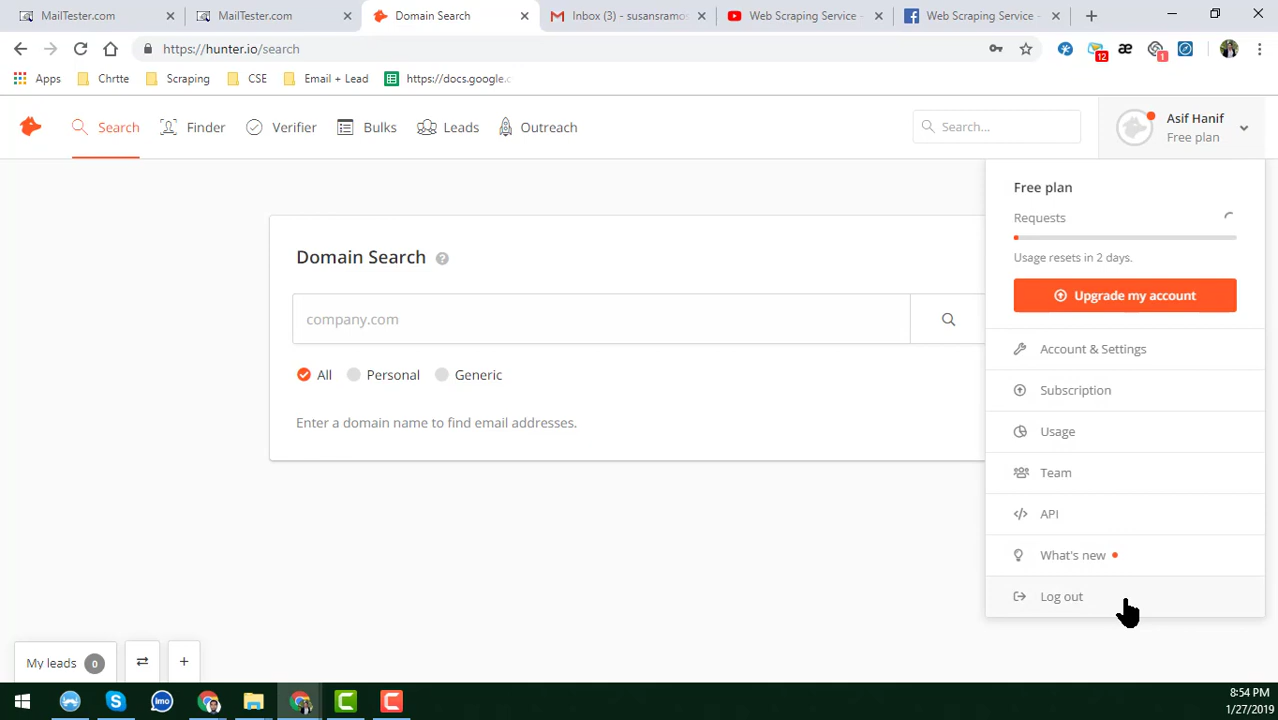 MailTester.com
MailTester.com
Domain Search
Inbox (3) - susansramos
Web Scraping Service -
Web Scraping Service -
https://hunter.io/search
12
1
Apps
Chrtte
Scraping
CSE
Email + Lead
https://docs.google.c
Search
Finder
Verifier
Bulks
Leads
Outreach
Search...
Asif Hanif
Free plan
Free plan
Requests
Usage resets in 2 days.
Upgrade my account
Domain Search
company.com
All
Personal
Generic
Enter a domain name to find email addresses.
Account & Settings
Subscription
Usage
Team
API
What's new
Log out
My leads 0
imo
8:54 PM
1/27/2019